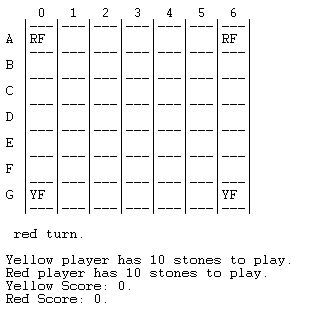 0 1 2 3 4 5 6
--- --- --- --- --- --- ---
A |RF | | | | | |RF |
--- --- --- --- --- --- ---
B | | | | | | | |
--- --- --- --- --- --- ---
C | | | | | | | |
--- --- --- --- --- --- ---
D | | | | | | | |
--- --- --- --- --- --- ---
E | | | | | | | |
--- --- --- --- --- --- ---
F | | | | | | | |
--- --- --- --- --- --- ---
G |YF | | | | | |YF |
--- --- --- --- --- --- ---
red turn.
Yellow player has 10 stones to play.
Red player has 10 stones to play.
Yellow Score: 0.
Red Score: 0.